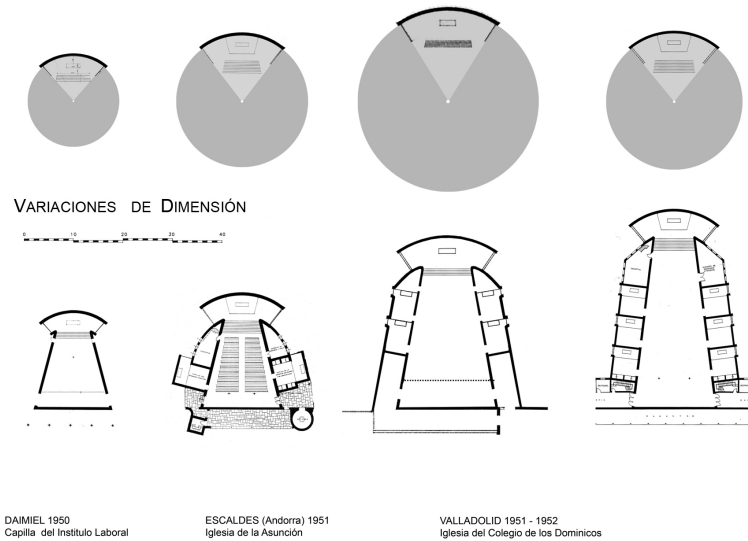 VARIACIONES DE DIMENSIÓN
0 10 20 30 40
DAIMIEL 1950
Capilla del Institulo Laboral
ESCALDES (Andorra) 1951
Iglesia de la Asunción
VALLADOLID 1951 - 1952
Iglesia del Colegio de los Dominicos